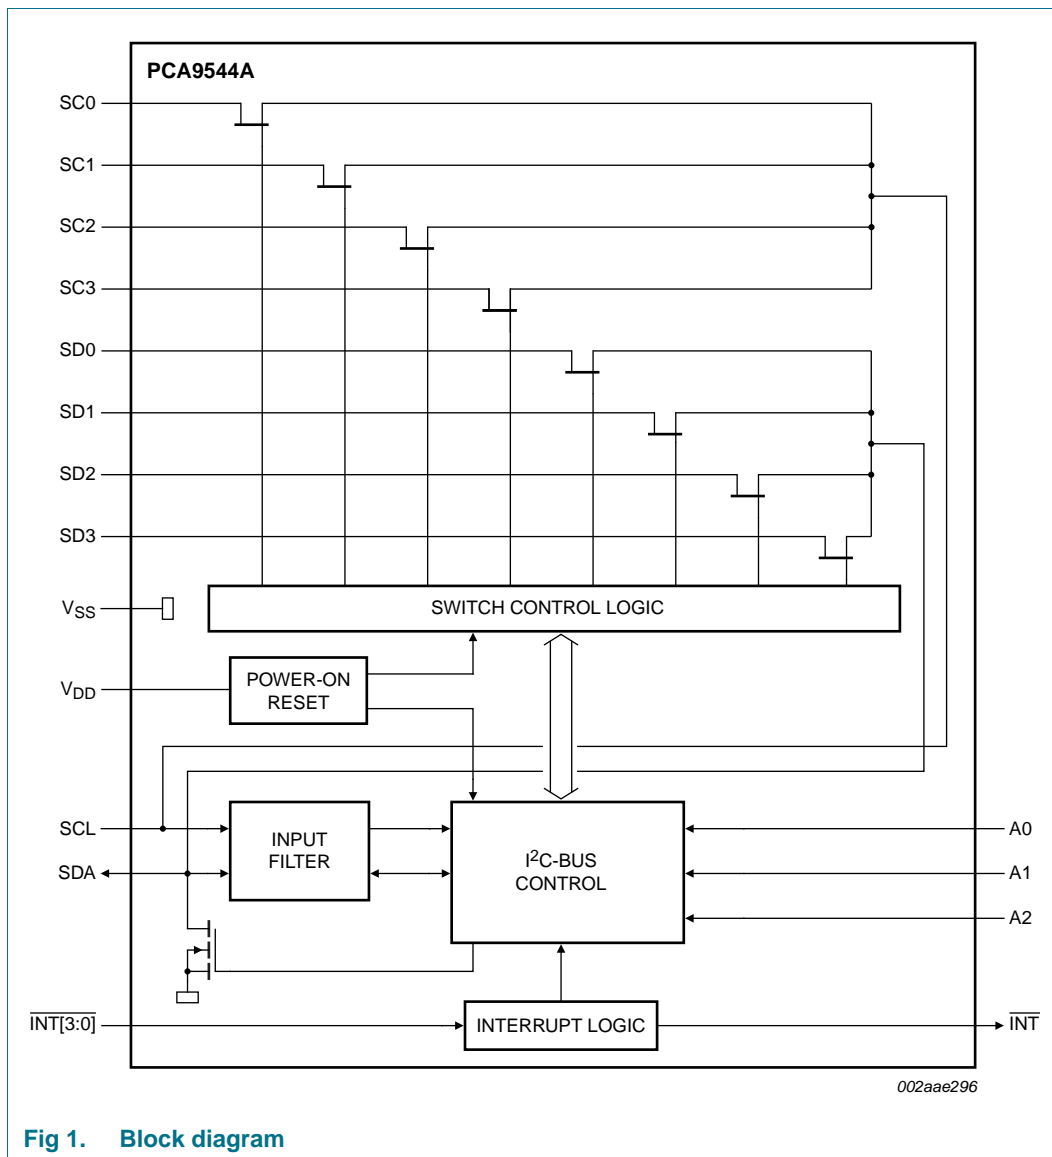 PCA9544A
SC0
SC1
SC2
SC3
SD0
SD1
SD2
SD3
VSS
SWITCH CONTROL LOGIC
VDD
POWER-ON
RESET
SCL
SDA
INPUT
FILTER
I²C-BUS
CONTROL
A0
A1
A2
INT[3:0]
INTERRUPT LOGIC
INT
002aae296
Fig 1. Block diagram